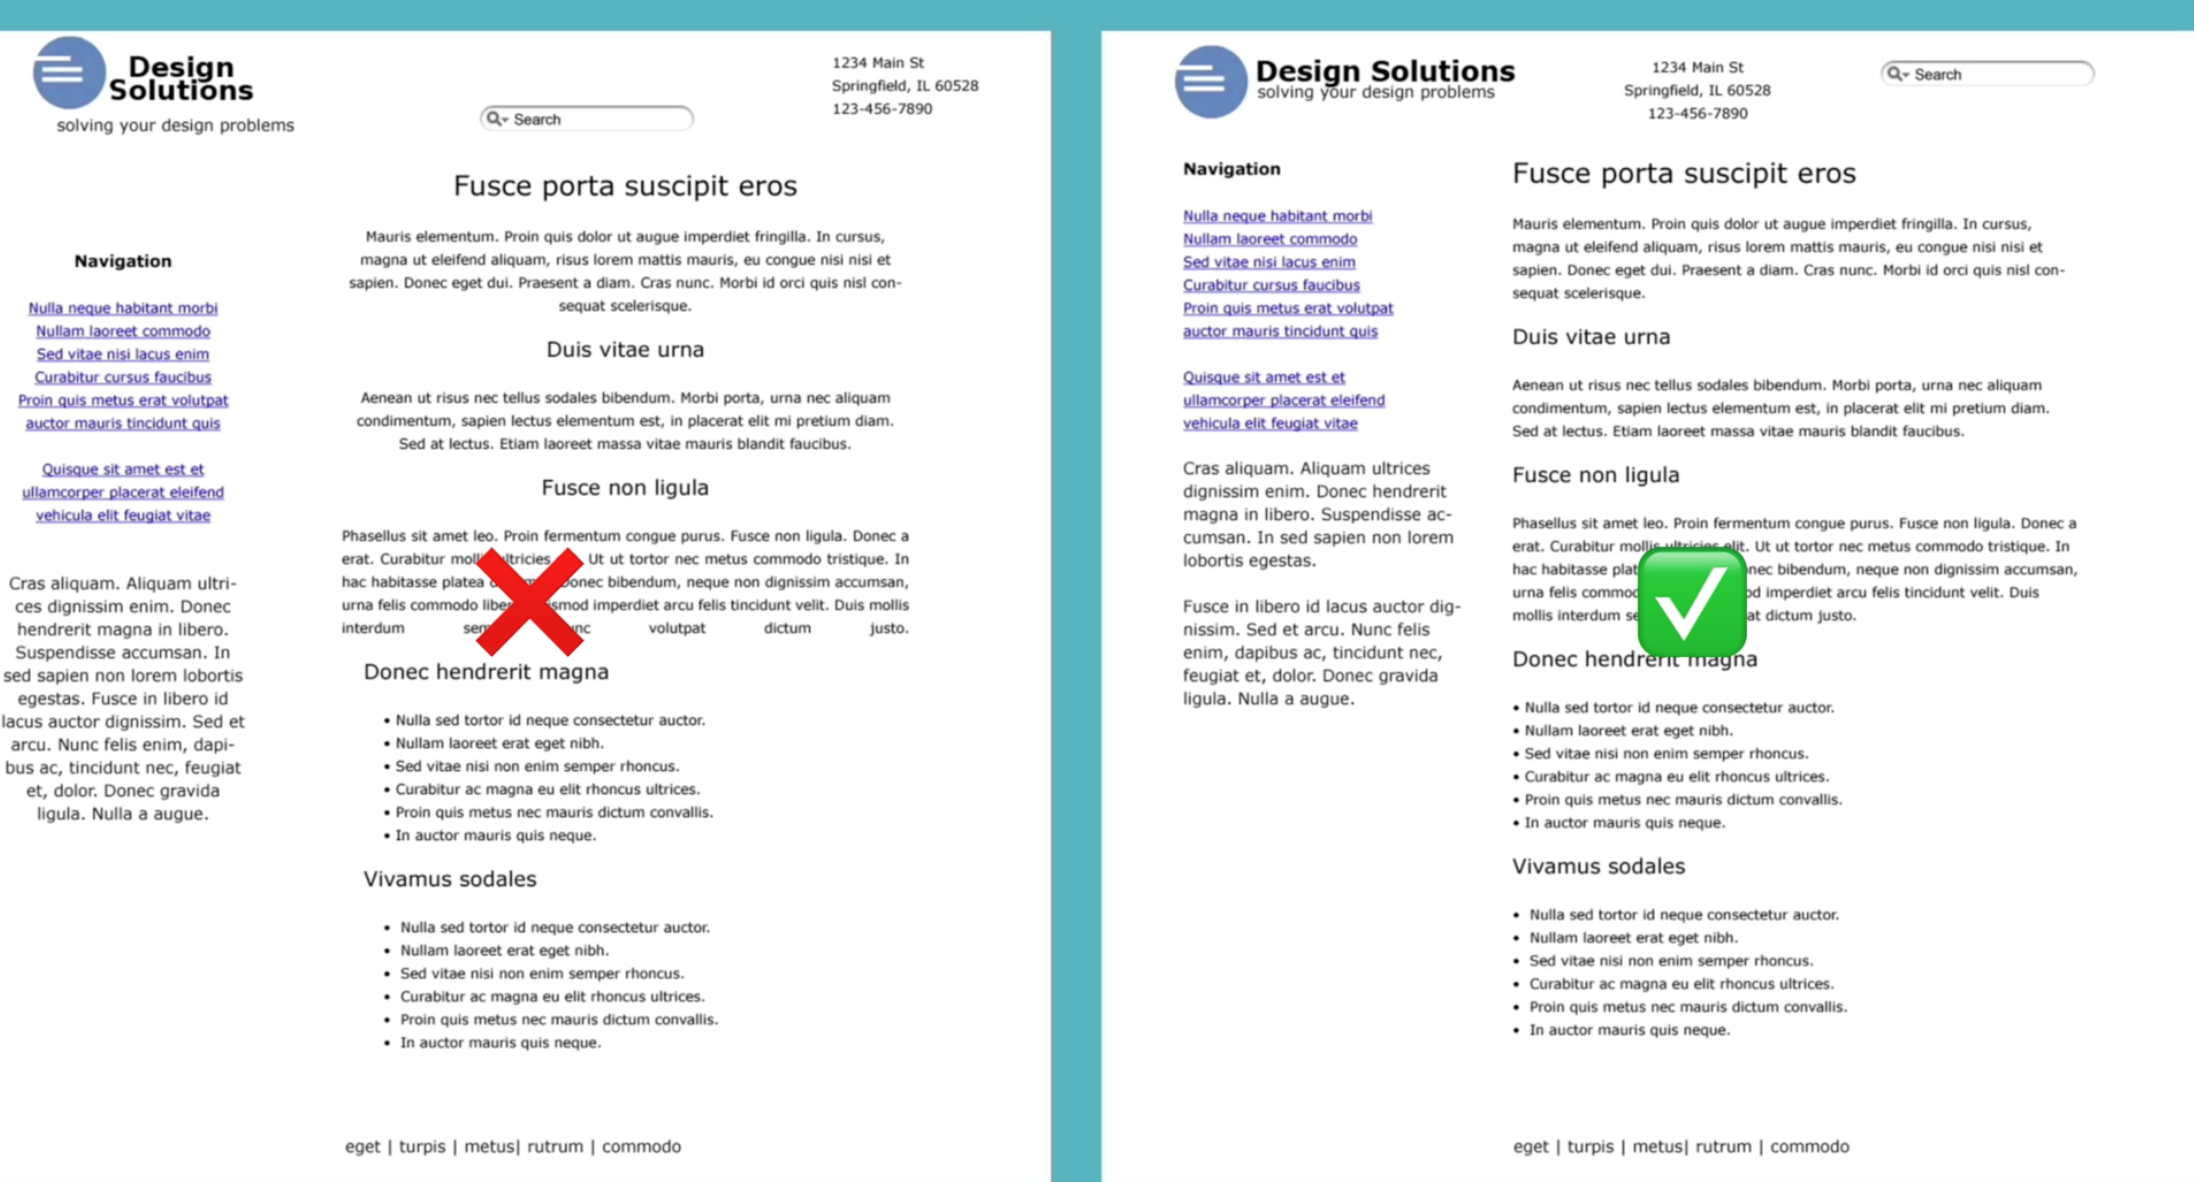 Design
Solutions
solving your design problems
Search
1234 Main St
Springfield, IL 60528
123-456-7890
Navigation
Nulla neque habitant morbi
Nullam laoreet commodo
Sed vitae nisi lacus enim
Curabitur cursus faucibus
Proin quis metus erat volutpat
auctor mauris tincidunt quis
Quisque sit amet est et
ullamcorper placerat eleifend
vehicula elit feugiat vitae
Cras aliquam. Aliquam ultri-
ces dignissim enim. Donec
hendrerit magna in libero.
Suspendisse accumsan. In
sed sapien non lorem lobortis
egestas. Fusce in libero id
lacus auctor dignissim. Sed et
arcu. Nunc felis enim, dapi-
bus ac, tincidunt nec, feugiat
et, dolor. Donec gravida
ligula. Nulla a augue.
Fusce porta suscipit eros
Mauris elementum. Proin quis dolor ut augue imperdiet fringilla. In cursus,
magna ut eleifend aliquam, risus lorem mattis mauris, eu congue nisi nisi et
sapien. Donec eget dui. Praesent a diam. Cras nunc. Morbi id orci quis nisl con-
sequat scelerisque.
Duis vitae urna
Aenean ut risus nec tellus sodales bibendum. Morbi porta, urna nec aliquam
condimentum, sapien lectus elementum est, in placerat elit mi pretium diam.
Sed at lectus. Etiam laoreet massa vitae mauris blandit faucibus.
Fusce non ligula
Phasellus sit amet leo. Proin fermentum congue purus. Fusce non ligula. Donec a
erat. Curabitur Ut ut tortor nec metus commodo tristique. In
hac habitasse platea bibendum, neque non dignissim accumsan,
urna felis commodo imperdiet arcu felis tincidunt velit. Duis mollis
interdum volutpat dictum justo.
Donec hendrerit magna
• Nulla sed tortor id neque consectetur auctor.
• Nullam laoreet erat eget nibh.
• Sed vitae nisi non enim semper rhoncus.
• Curabitur ac magna eu elit rhoncus ultrices.
• Proin quis metus nec mauris dictum convallis.
• In auctor mauris quis neque.
Vivamus sodales
• Nulla sed tortor id neque consectetur auctor.
• Nullam laoreet erat eget nibh.
• Sed vitae nisi non enim semper rhoncus.
• Curabitur ac magna eu elit rhoncus ultrices.
• Proin quis metus nec mauris dictum convallis.
• In auctor mauris quis neque.
eget | turpis | metus| rutrum | commodo
Design Solutions
solving your design problems
1234 Main St
Springfield, IL 60528
123-456-7890
Search
Navigation
Nulla neque habitant morbi
Nullam laoreet commodo
Sed vitae nisi lacus enim
Curabitur cursus faucibus
Proin quis metus erat volutpat
auctor mauris tincidunt quis
Quisque sit amet est et
ullamcorper placerat eleifend
vehicula elit feugiat vitae
Cras aliquam. Aliquam ultrices
dignissim enim. Donec hendrerit
magna in libero. Suspendisse ac-
cumsan. In sed sapien non lorem
lobortis egestas.
Fusce in libero id lacus auctor dig-
nissim. Sed et arcu. Nunc felis
enim, dapibus ac, tincidunt nec,
feugiat et, dolor. Donec gravida
ligula. Nulla a augue.
Fusce porta suscipit eros
Mauris elementum. Proin quis dolor ut augue imperdiet fringilla. In cursus,
magna ut eleifend aliquam, risus lorem mattis mauris, eu congue nisi nisi et
sapien. Donec eget dui. Praesent a diam. Cras nunc. Morbi id orci quis nisl con-
sequat scelerisque.
Duis vitae urna
Aenean ut risus nec tellus sodales bibendum. Morbi porta, urna nec aliquam
condimentum, sapien lectus elementum est, in placerat elit mi pretium diam.
Sed at lectus. Etiam laoreet massa vitae mauris blandit faucibus.
Fusce non ligula
Phasellus sit amet leo. Proin fermentum congue purus. Fusce non ligula. Donec a
erat. Curabitur mollis ultricies elit. Ut ut tortor nec metus commodo tristique. In
hac habitasse bibendum, neque non dignissim accumsan,
urna felis imperdiet arcu felis tincidunt velit. Duis
mollis interdum dictum justo.
Donec hendrerit magna
• Nulla sed tortor id neque consectetur auctor.
• Nullam laoreet erat eget nibh.
• Sed vitae nisi non enim semper rhoncus.
• Curabitur ac magna eu elit rhoncus ultrices.
• Proin quis metus nec mauris dictum convallis.
• In auctor mauris quis neque.
Vivamus sodales
• Nulla sed tortor id neque consectetur auctor.
• Nullam laoreet erat eget nibh.
• Sed vitae nisi non enim semper rhoncus.
• Curabitur ac magna eu elit rhoncus ultrices.
• Proin quis metus nec mauris dictum convallis.
• In auctor mauris quis neque.
eget | turpis | metus| rutrum | commodo